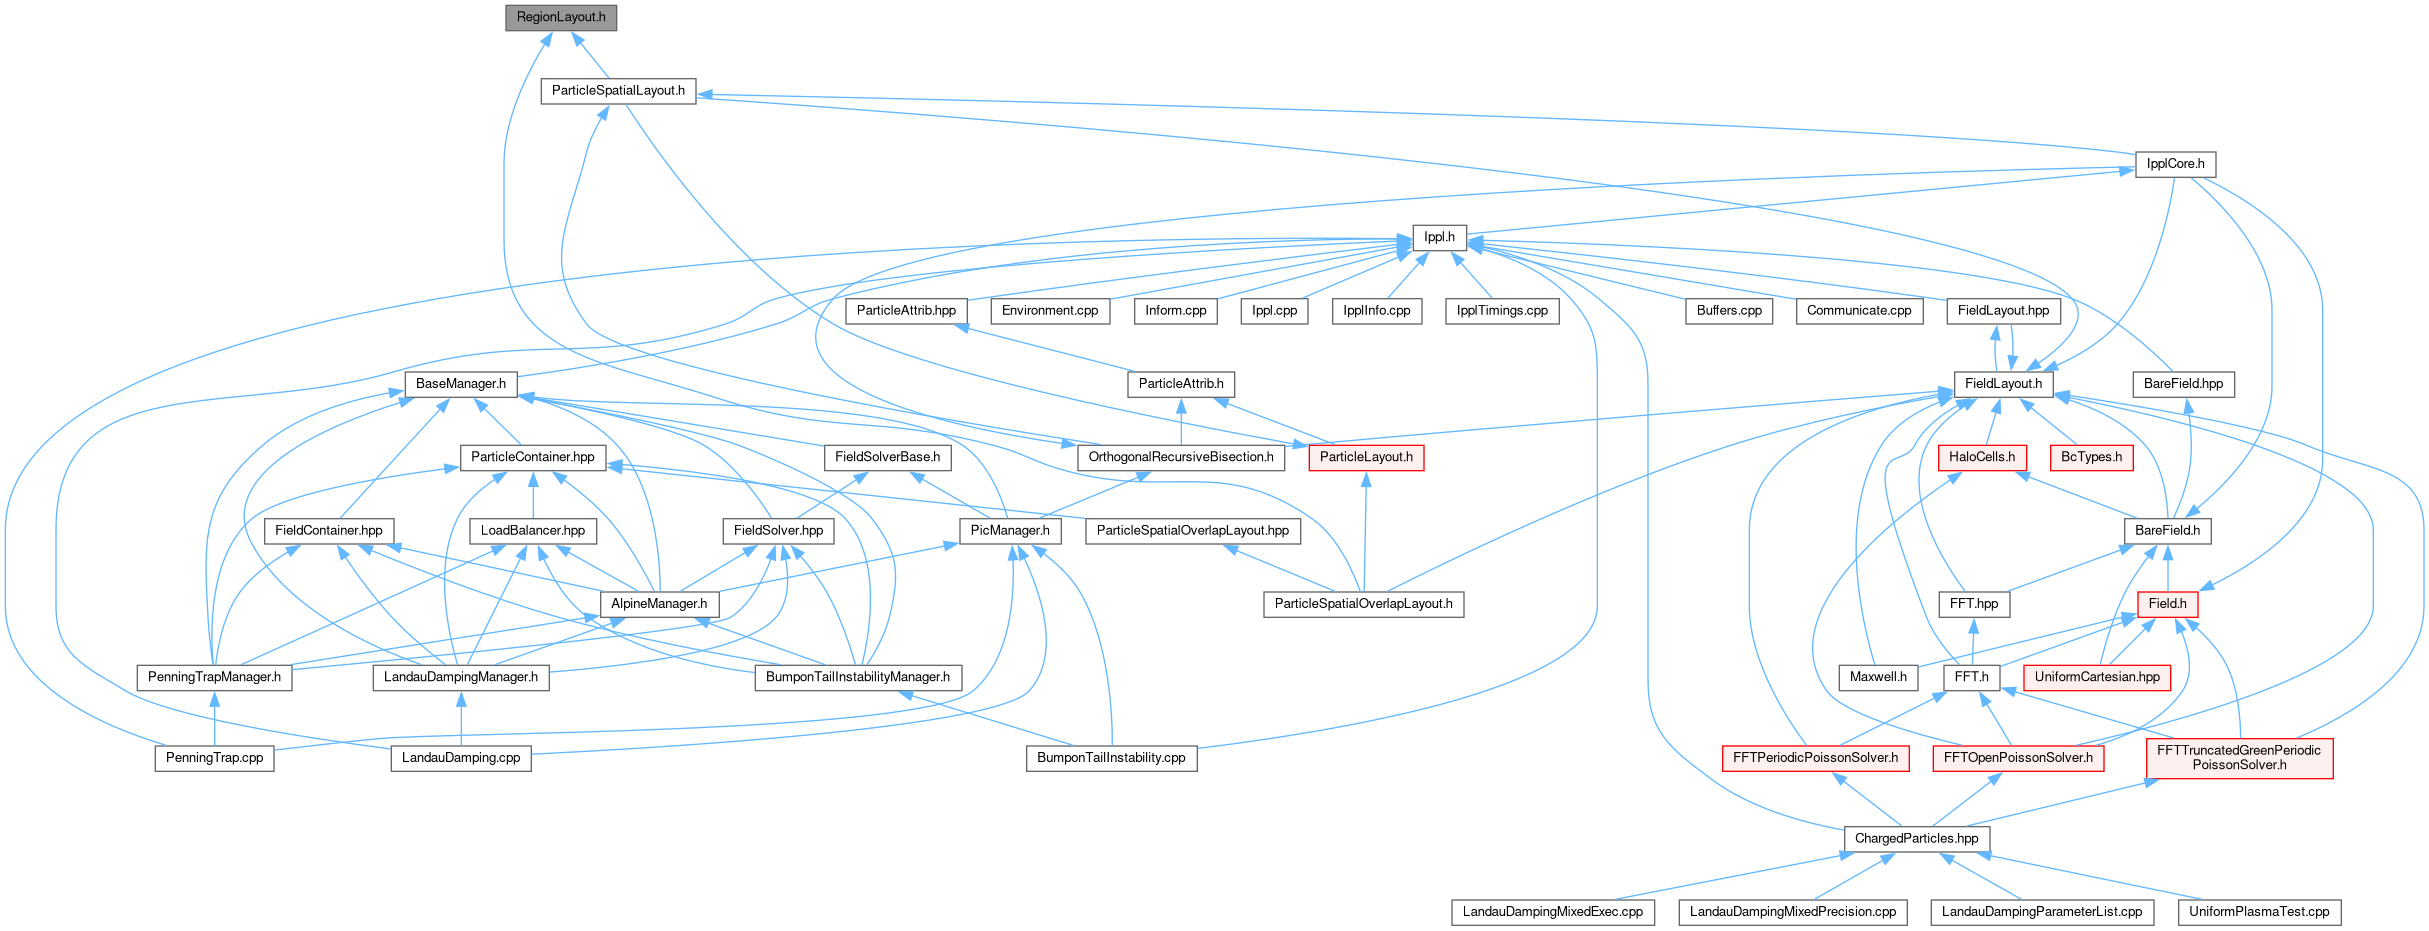 RegionLayout.h
ParticleSpatialLayout.h
IpplCore.h
Ippl.h
ParticleAttrib.hpp
Environment.cpp
Inform.cpp
Ippl.cpp
IpplInfo.cpp
IpplTimings.cpp
Buffers.cpp
Communicate.cpp
FieldLayout.hpp
BaseManager.h
ParticleAttrib.h
FieldLayout.h
BareField.hpp
ParticleContainer.hpp
FieldSolverBase.h
OrthogonalRecursiveBisection.h
ParticleLayout.h
HaloCells.h
BcTypes.h
FieldContainer.hpp
LoadBalancer.hpp
FieldSolver.hpp
PicManager.h
ParticleSpatialOverlapLayout.hpp
BareField.h
AlpineManager.h
ParticleSpatialOverlapLayout.h
FFT.hpp
Field.h
PenningTrapManager.h
LandauDampingManager.h
BumponTailInstabilityManager.h
Maxwell.h
FFT.h
UniformCartesian.hpp
PenningTrap.cpp
LandauDamping.cpp
BumponTailInstability.cpp
FFTPeriodicPoissonSolver.h
FFTOpenPoissonSolver.h
FFTTruncatedGreenPeriodic
PoissonSolver.h
ChargedParticles.hpp
LandauDampingMixedExec.cpp
LandauDampingMixedPrecision.cpp
LandauDampingParameterList.cpp
UniformPlasmaTest.cpp